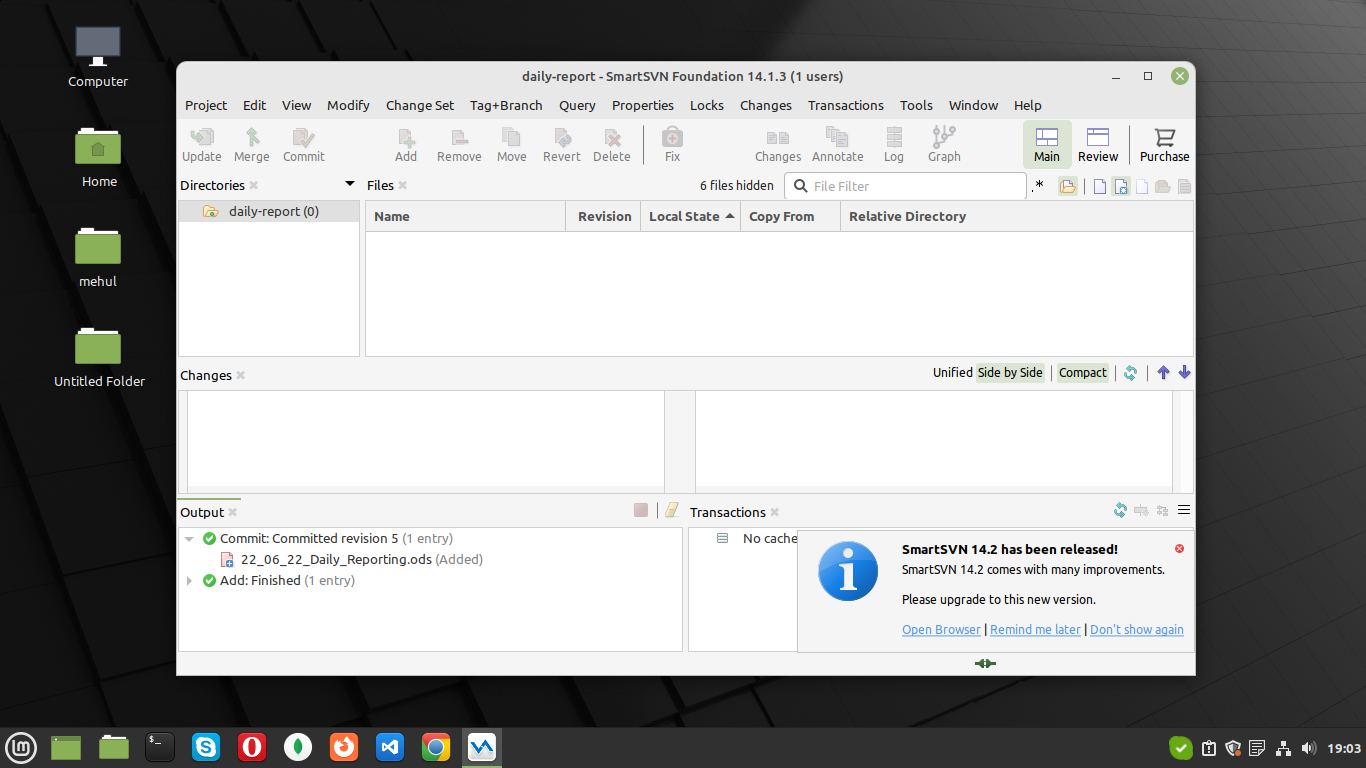 Computer
Home
mehul
Untitled Folder
daily-report - SmartSVN Foundation 14.1.3 (1 users)
Project Edit View Modify Change Set Tag+Branch Query Properties Locks Changes Transactions Tools Window Help
Update Merge Commit Add Remove Move Revert Delete Fix Changes Annotate Log Graph Main Review Purchase
Directories
daily-report (0)
Files 6 files hidden File Filter .*
Name Revision Local State Copy From Relative Directory
Changes Unified Side by Side Compact
Output
Commit: Committed revision 5 (1 entry)
22_06_22_Daily_Reporting.ods (Added)
Add: Finished (1 entry)
Transactions
No cache
SmartSVN 14.2 has been released!
SmartSVN 14.2 comes with many improvements.
Please upgrade to this new version.
Open Browser | Remind me later | Don't show again
19:03